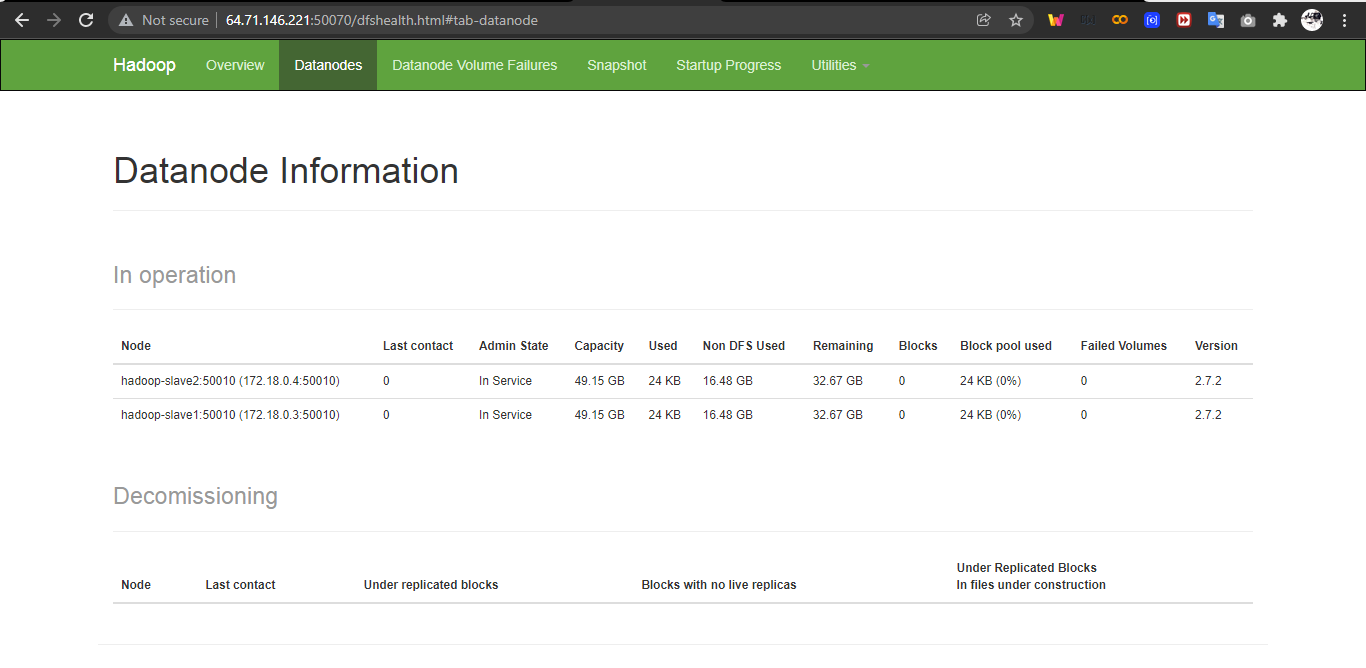 Not secure 64.71.146.221:50070/dfshealth.html#tab-datanode
Hadoop Overview Datanodes Datanode Volume Failures Snapshot Startup Progress Utilities
Datanode Information
In operation
Node Last contact Admin State Capacity Used Non DFS Used Remaining Blocks Block pool used Failed Volumes Version
hadoop-slave2:50010 (172.18.0.4:50010) 0 In Service 49.15 GB 24 KB 16.48 GB 32.67 GB 0 24 KB (0%) 0 2.7.2
hadoop-slave1:50010 (172.18.0.3:50010) 0 In Service 49.15 GB 24 KB 16.48 GB 32.67 GB 0 24 KB (0%) 0 2.7.2
Decomissioning
Node Last contact Under replicated blocks Blocks with no live replicas Under Replicated Blocks
In files under construction